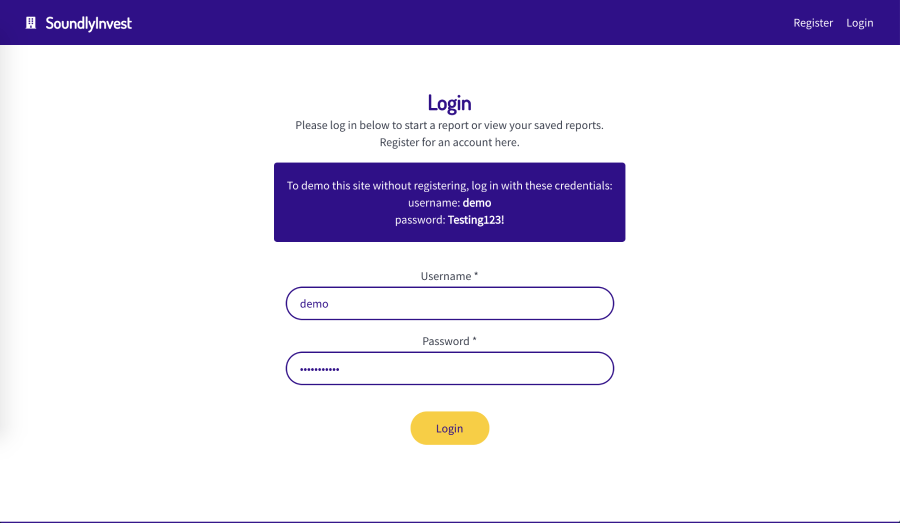 SoundlyInvest
Register
Login
Login
Please log in below to start a report or view your saved reports.
Register for an account here.
To demo this site without registering, log in with these credentials:
username: demo
password: Testing123!
Username *
demo
Password *
•••••••••••
Login